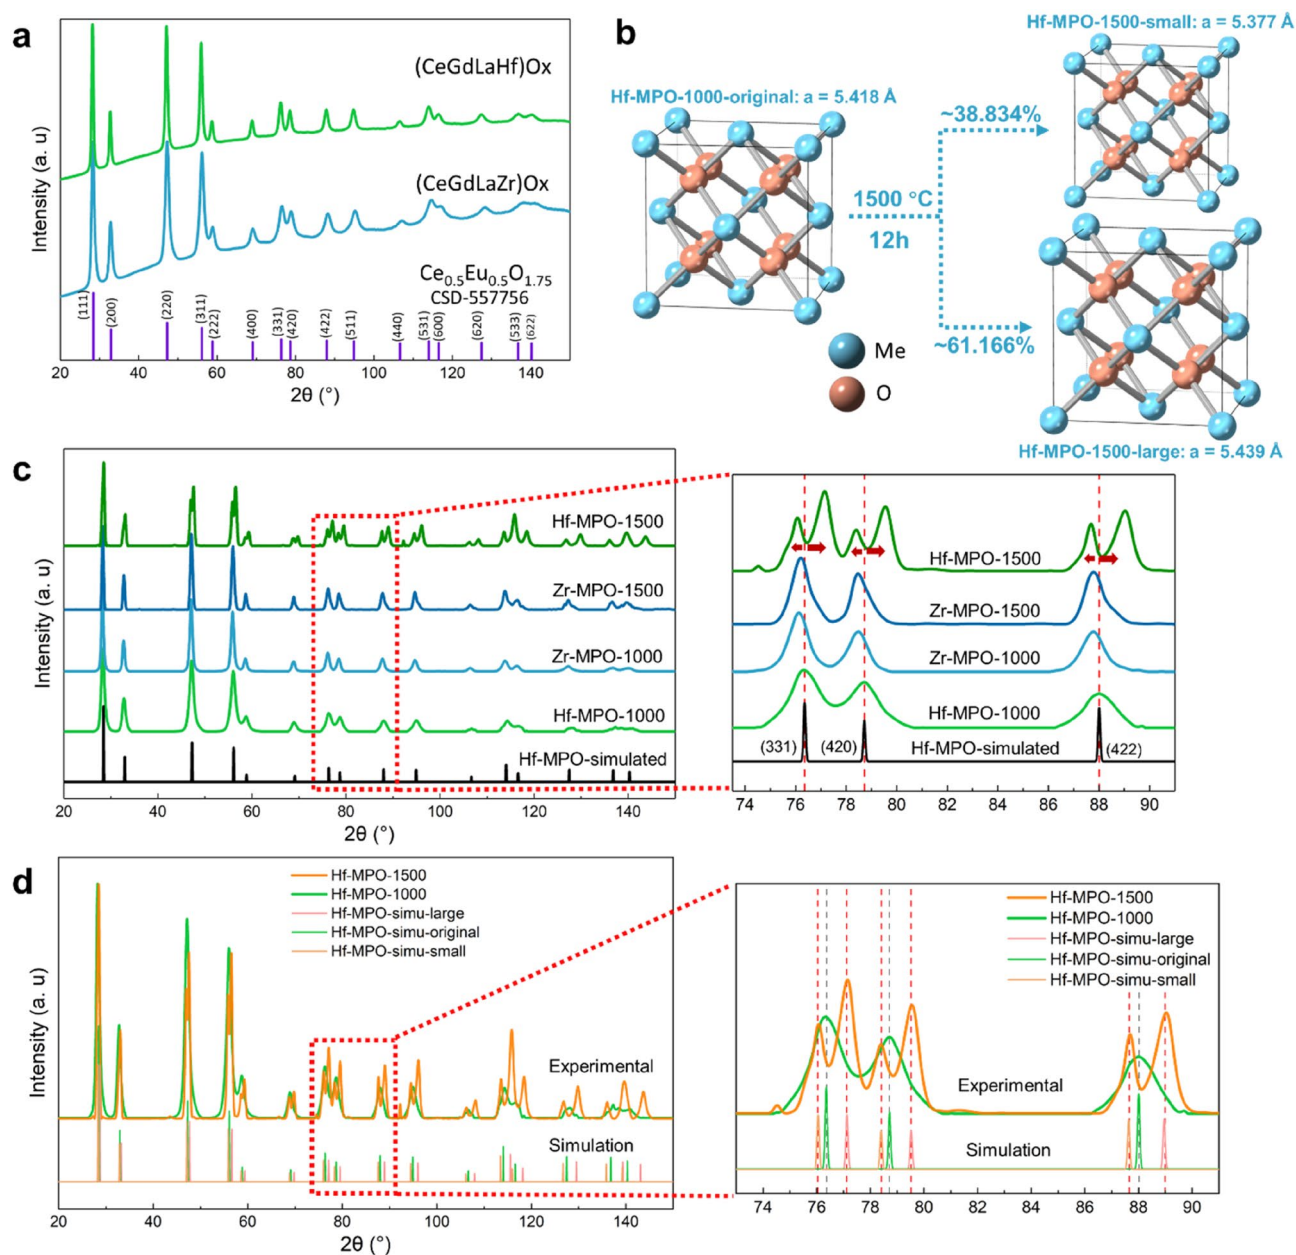 a
Intensity (a. u)
(CeGdLaHf)Ox
(CeGdLaZr)Ox
Ce0.5Eu0.5O1.75
CSD-557756
(111)
(200)
(220)
(311)
(222)
(400)
(331)
(420)
(422)
(511)
(440)
(531)
(600)
(620)
(533)
(622)
20 40 60 80 100 120 140
2θ (°)
b
Hf-MPO-1500-small: a = 5.377 Å
Hf-MPO-1000-original: a = 5.418 Å
~38.834%
1500 °C
12h
~61.166%
Me
O
Hf-MPO-1500-large: a = 5.439 Å
c
Intensity (a. u)
Hf-MPO-1500
Zr-MPO-1500
Zr-MPO-1000
Hf-MPO-1000
Hf-MPO-simulated
20 40 60 80 100 120 140
2θ (°)
Hf-MPO-1500
Zr-MPO-1500
Zr-MPO-1000
Hf-MPO-1000
(331) (420) Hf-MPO-simulated (422)
74 76 78 80 82 84 86 88 90
d
Intensity (a. u)
Hf-MPO-1500
Hf-MPO-1000
Hf-MPO-simu-large
Hf-MPO-simu-original
Hf-MPO-simu-small
Experimental
Simulation
20 40 60 80 100 120 140
2θ (°)
Hf-MPO-1500
Hf-MPO-1000
Hf-MPO-simu-large
Hf-MPO-simu-original
Hf-MPO-simu-small
Experimental
Simulation
74 76 78 80 82 84 86 88 90